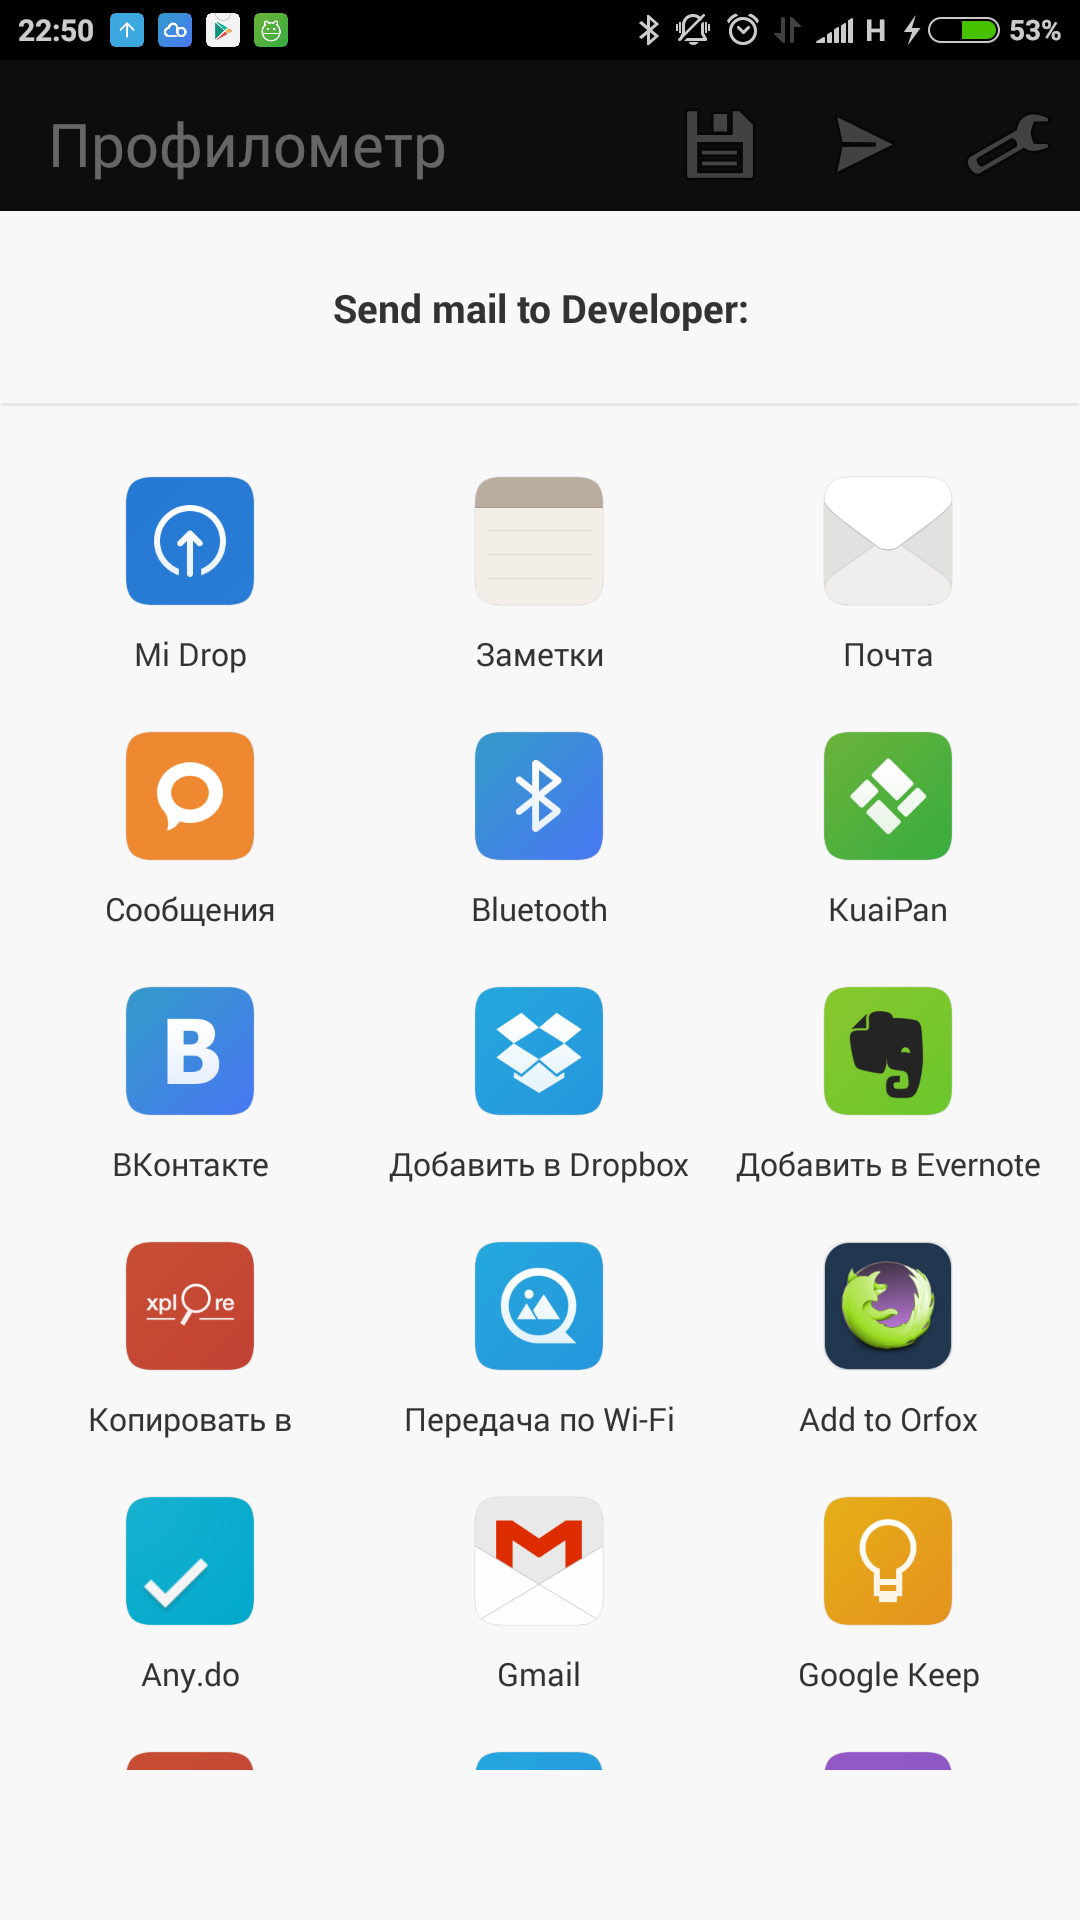 22:50 H 53%
Профилометр
Send mail to Developer:
Mi Drop Заметки Почта
Сообщения Bluetooth KuaiPan
B
ВКонтакте Добавить в Dropbox Добавить в Evernote
xplore
Копировать в Передача по Wi-Fi Add to Orfox
Any.do Gmail Google Keep